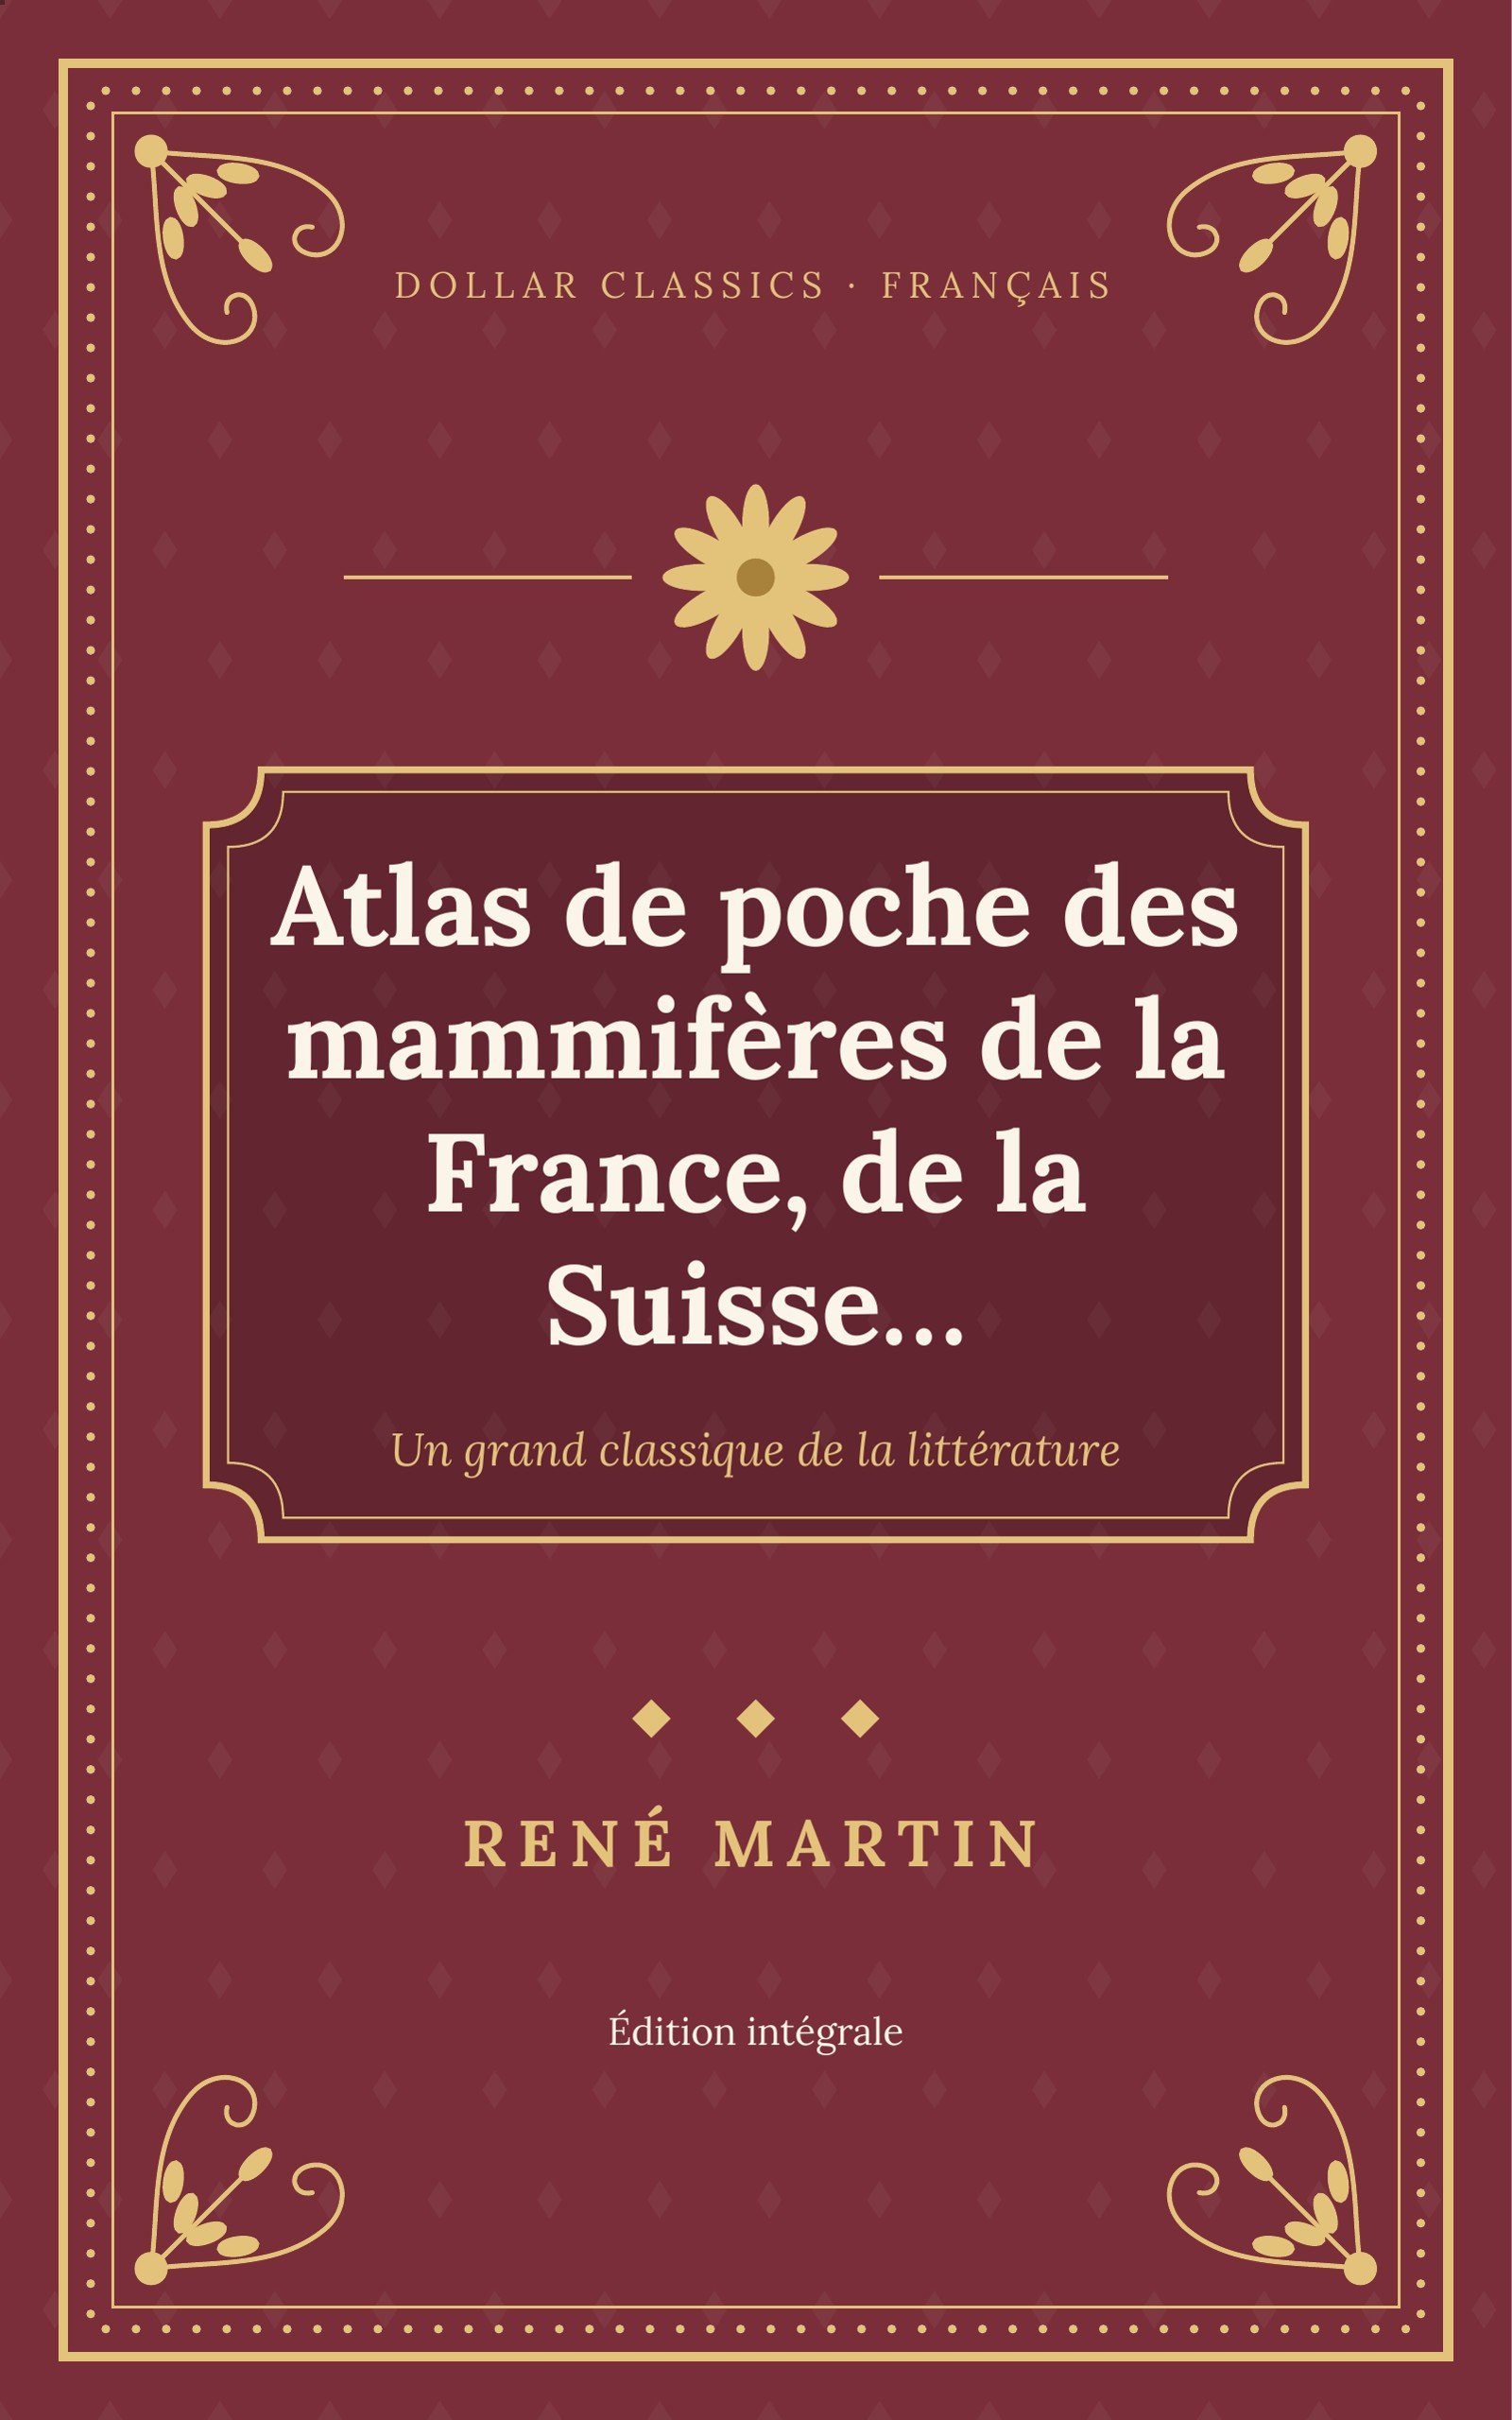 DOLLAR CLASSICS · FRANÇAIS
Atlas de poche des
mammifères de la
France, de la
Suisse...
Un grand classique de la littérature
RENÉ MARTIN
Édition intégrale